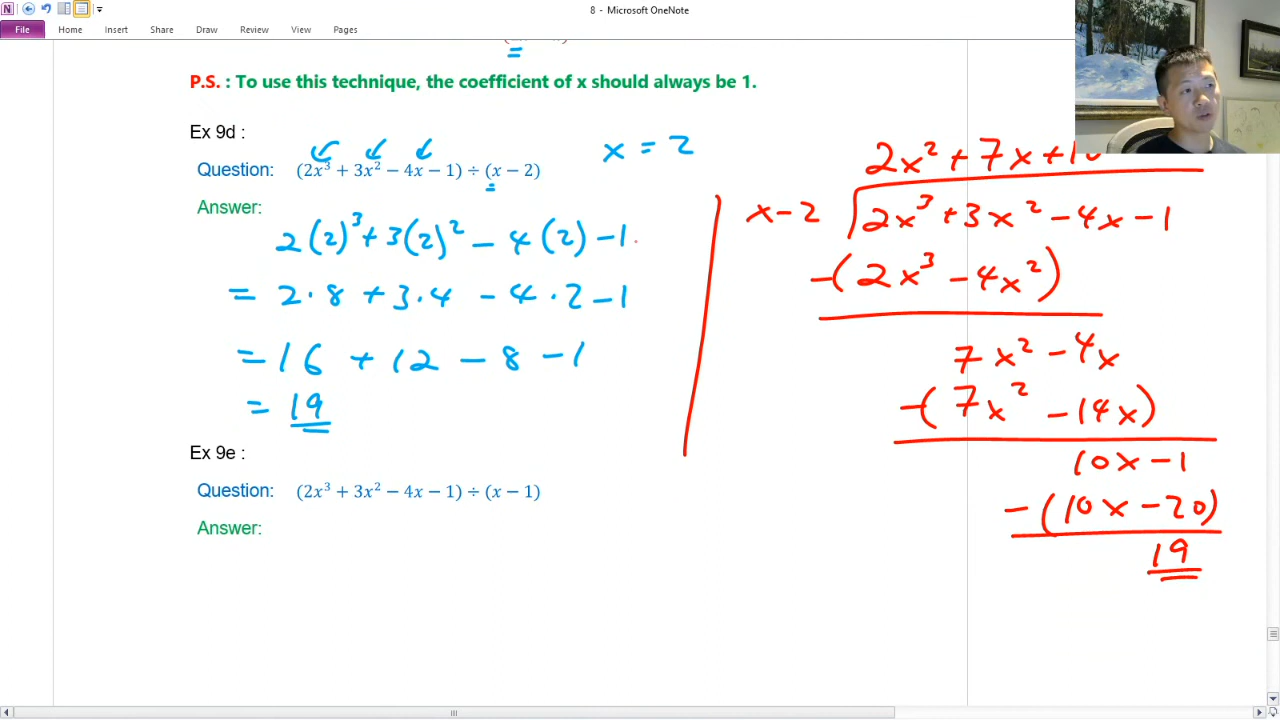 8 - Microsoft OneNote
File Home Insert Share Draw Review View Pages
P.S. : To use this technique, the coefficient of x should always be 1.
Ex 9d :
Question: (2x³ + 3x² − 4x − 1) ÷ (x − 2)
x = 2
Answer:
2(2)³ + 3(2)² − 4(2) − 1
= 2·8 + 3·4 − 4·2 − 1
= 16 + 12 − 8 − 1
= 19
2x² + 7x + 10
x − 2 2x³ + 3x² − 4x − 1
−(2x³ − 4x²)
7x² − 4x
−(7x² − 14x)
10x − 1
−(10x − 20)
19
Ex 9e :
Question: (2x³ + 3x² − 4x − 1) ÷ (x − 1)
Answer: